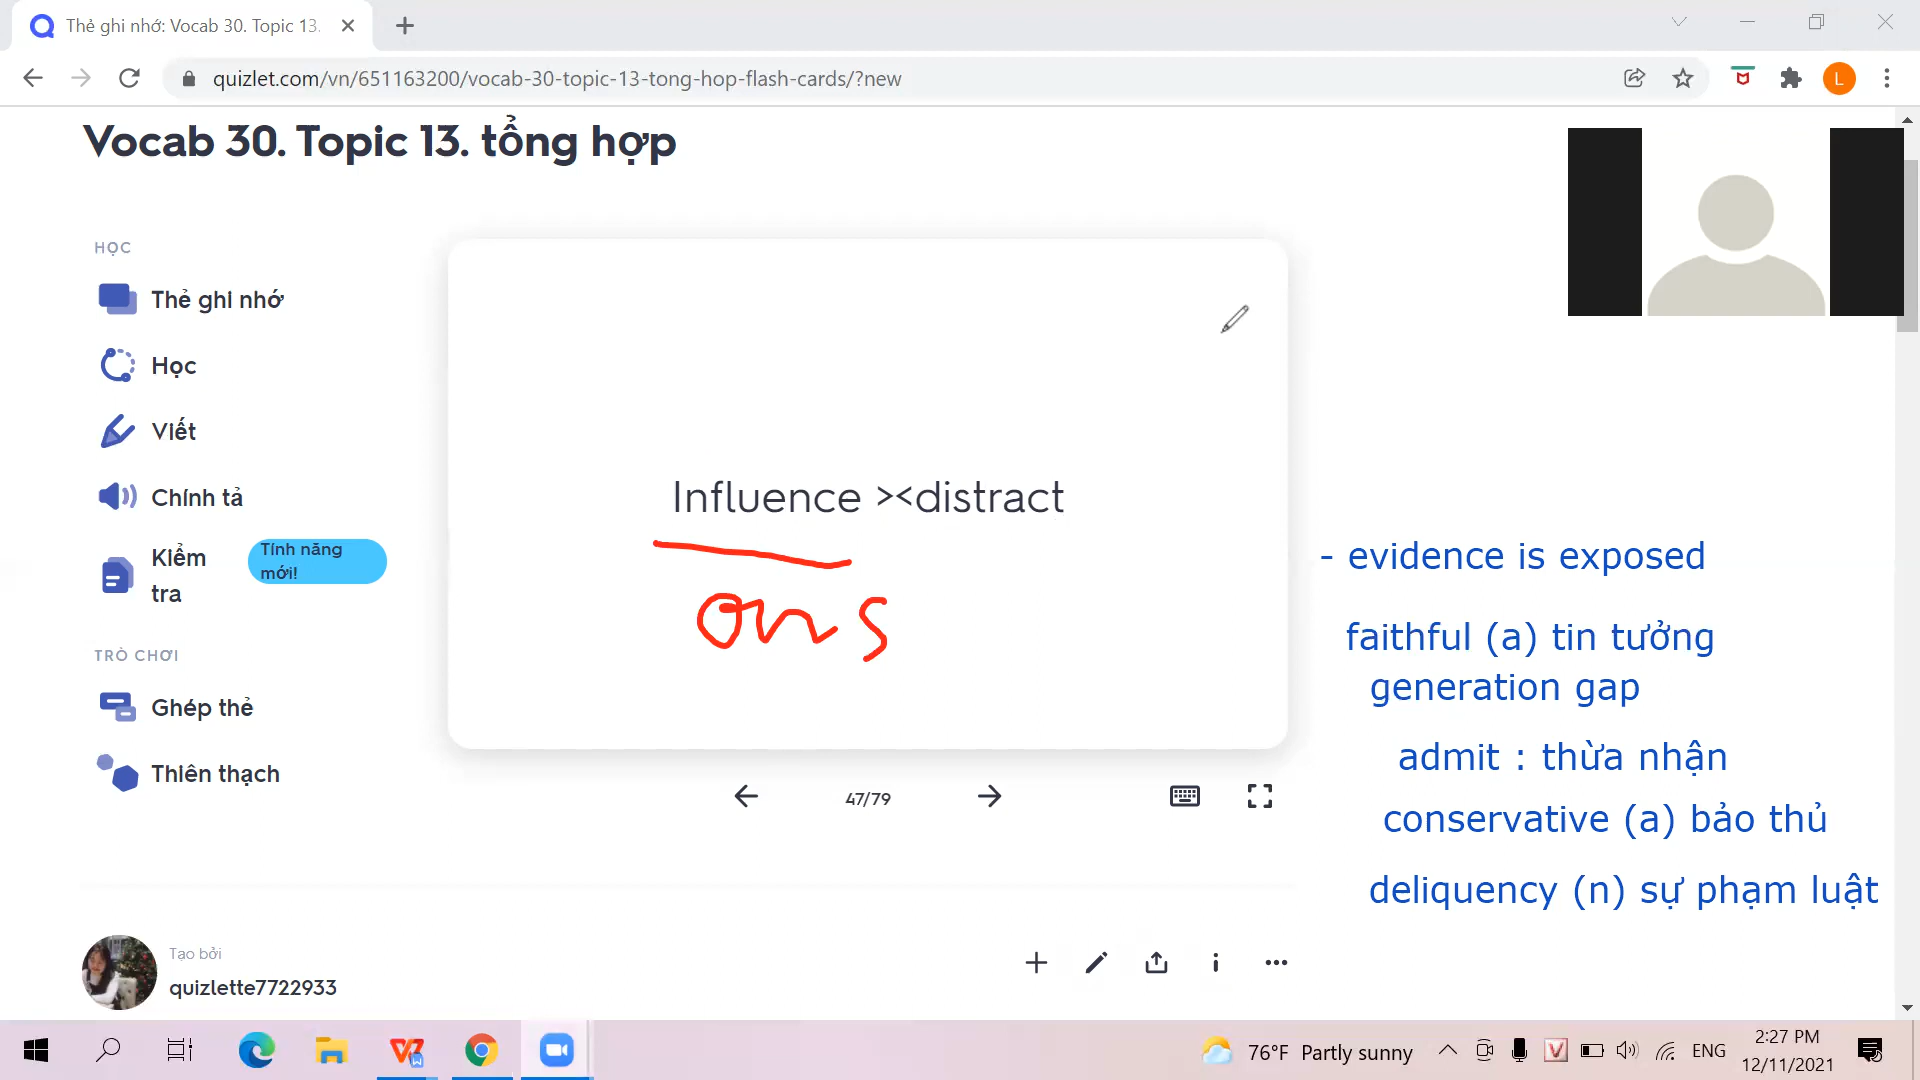 Thẻ ghi nhớ: Vocab 30. Topic 13.
quizlet.com/vn/651163200/vocab-30-topic-13-tong-hop-flash-cards/?new
L
Vocab 30. Topic 13. tổng hợp
HỌC
Thẻ ghi nhớ
Học
Viết
Chính tả
Kiểm tra
Tính năng mới!
TRÒ CHƠI
Ghép thẻ
Thiên thạch
Influence ><distract
on s
47/79
- evidence is exposed
faithful (a) tin tưởng
generation gap
admit : thừa nhận
conservative (a) bảo thủ
deliquency (n) sự phạm luật
Tạo bởi
quizlette7722933
76°F Partly sunny
ENG
2:27 PM
12/11/2021